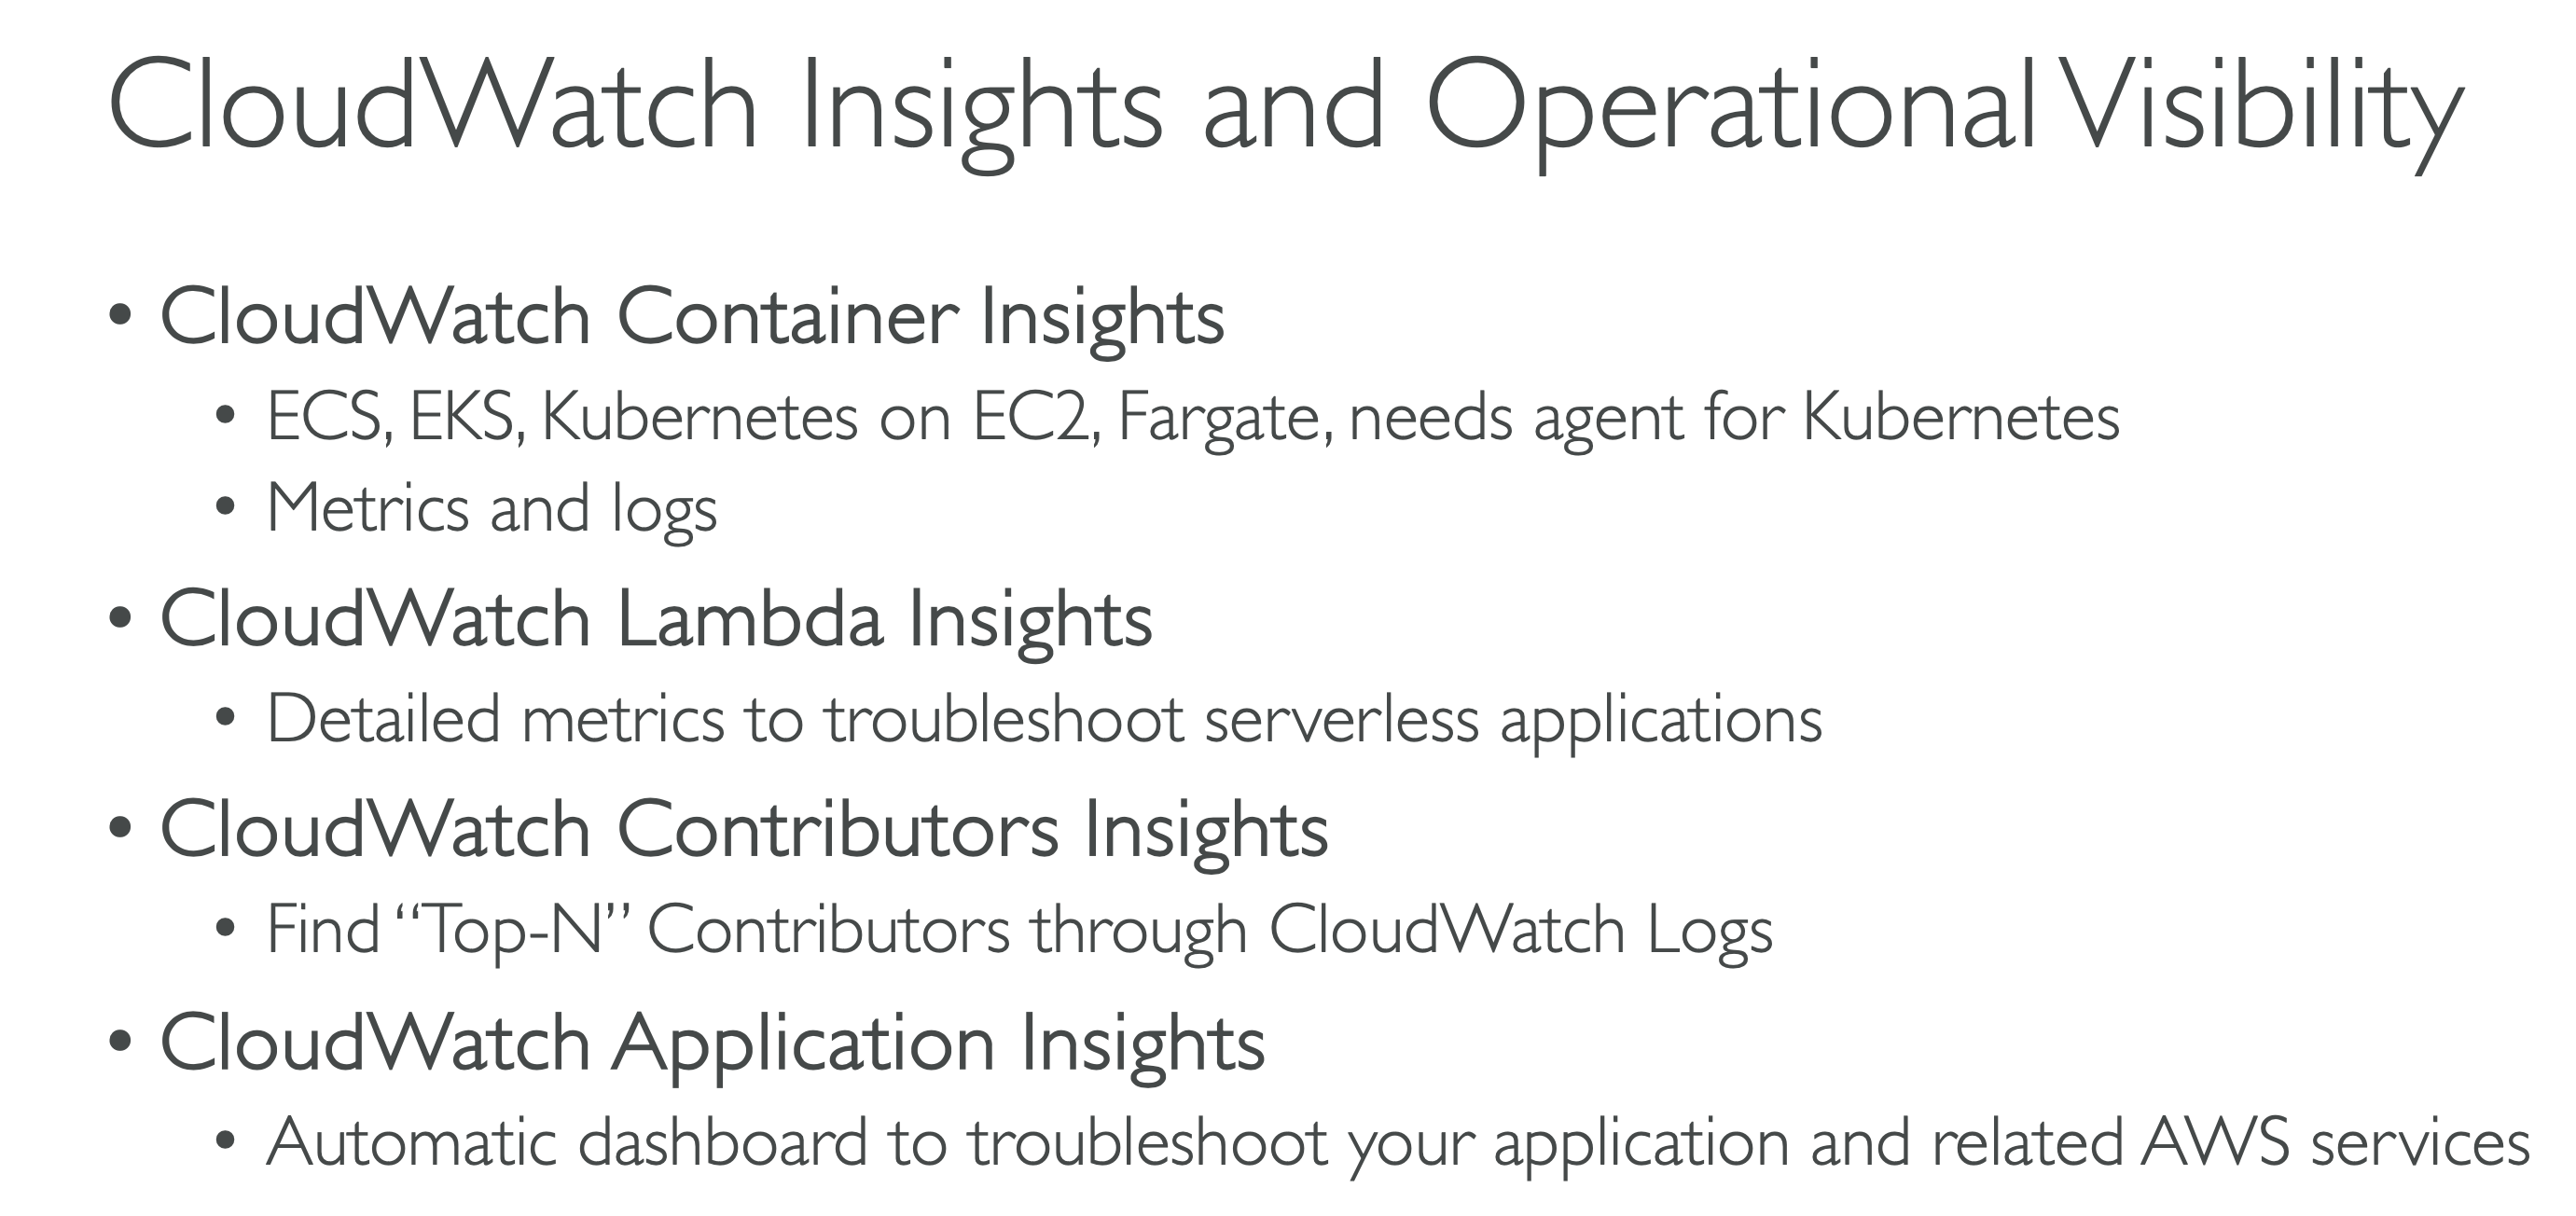 CloudWatch Insights and Operational Visibility
• CloudWatch Container Insights
• ECS, EKS, Kubernetes on EC2, Fargate, needs agent for Kubernetes
• Metrics and logs
• CloudWatch Lambda Insights
• Detailed metrics to troubleshoot serverless applications
• CloudWatch Contributors Insights
• Find “Top-N” Contributors through CloudWatch Logs
• CloudWatch Application Insights
• Automatic dashboard to troubleshoot your application and related AWS services